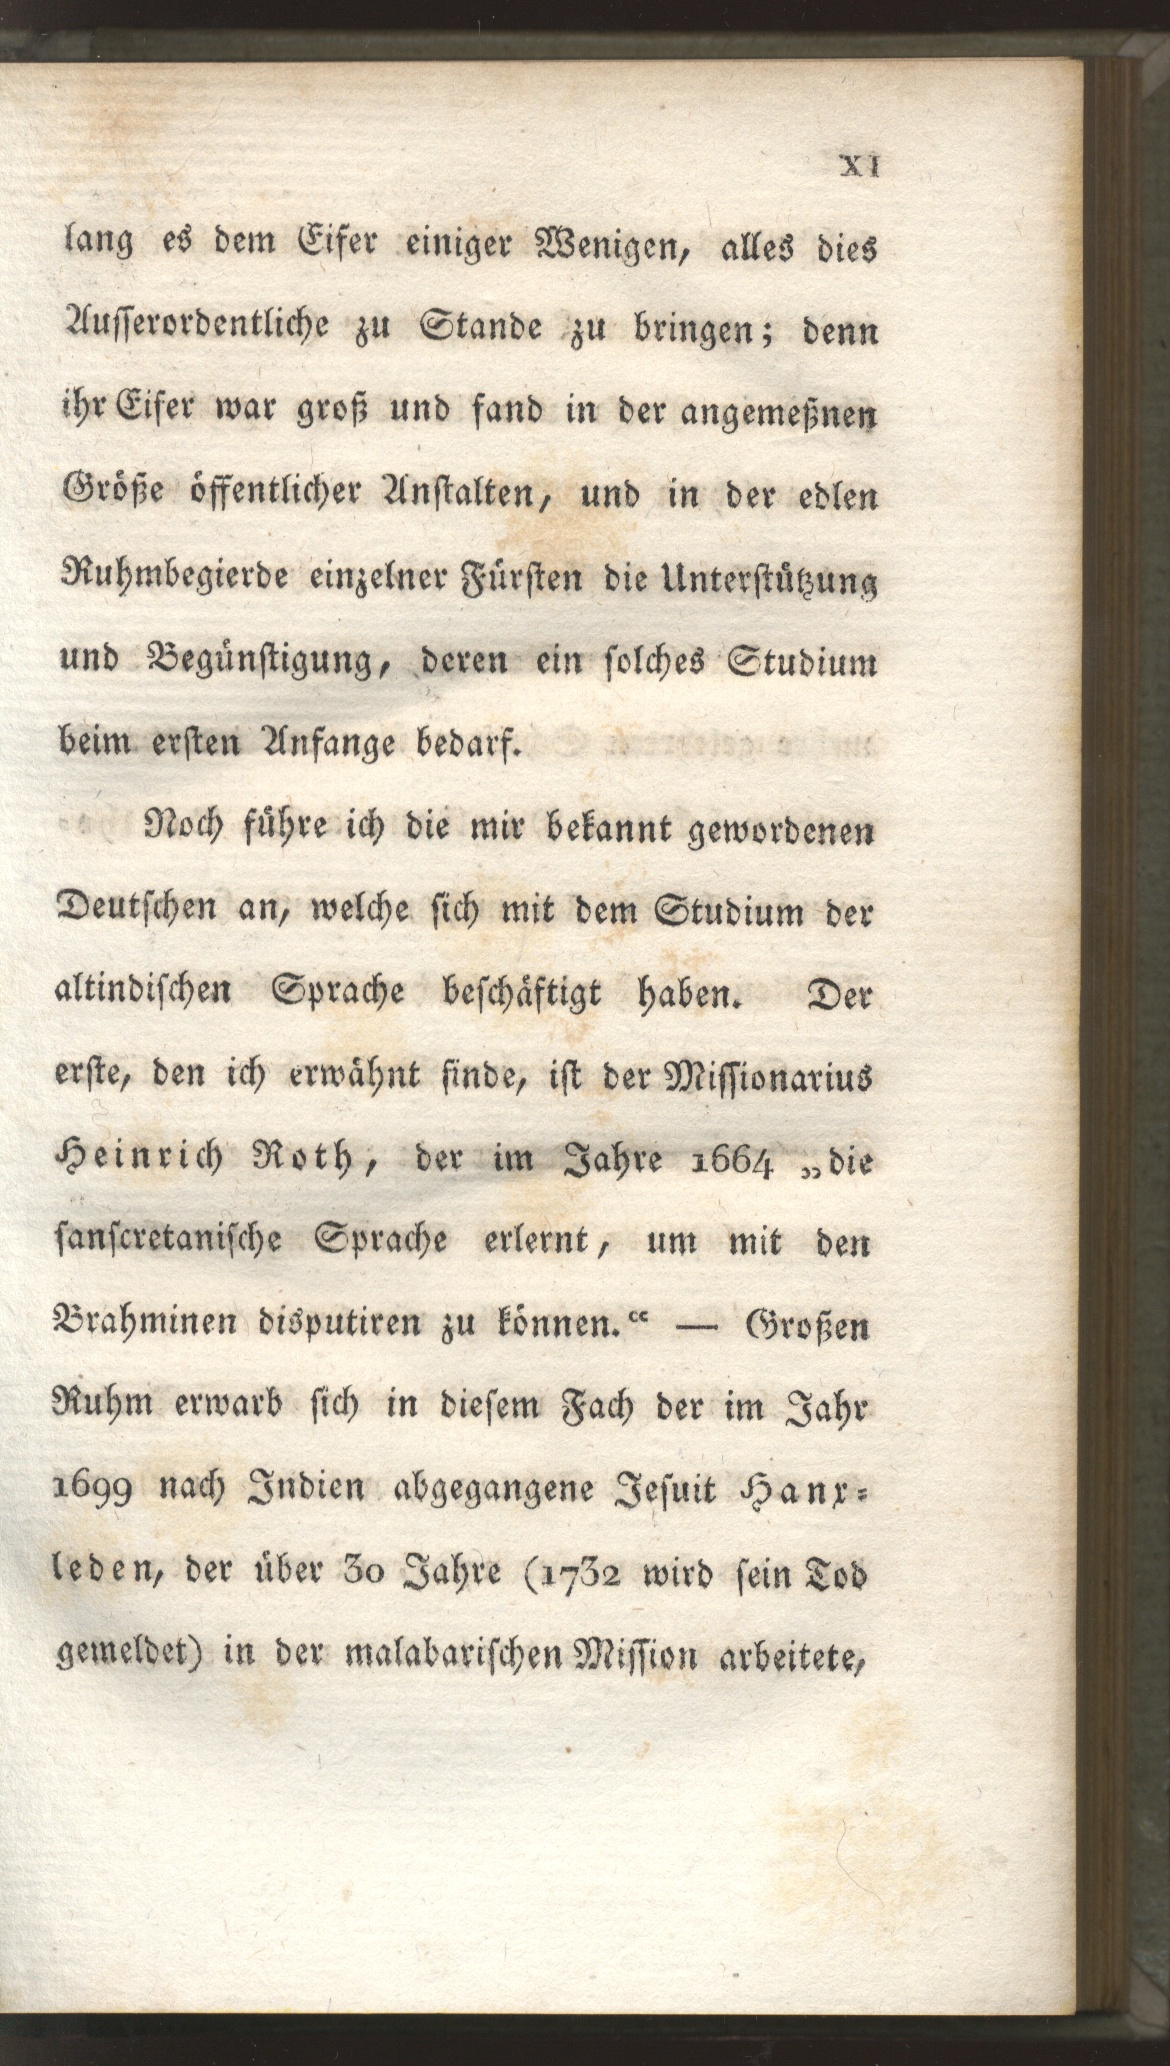 XI
lang es dem Eifer einiger Wenigen, alles dies
Auſſerordentliche zu Stande zu bringen; denn
ihr Eifer war groß und fand in der angemeßnen
Größe öffentlicher Anſtalten, und in der edlen
Ruhmbegierde einzelner Fürſten die Unterſtützung
und Begünſtigung, deren ein ſolches Studium
beim erſten Anfange bedarf.
Noch führe ich die mir bekannt gewordenen
Deutſchen an, welche ſich mit dem Studium der
altindiſchen Sprache beſchäftigt haben. Der
erſte, den ich erwähnt finde, iſt der Miſſionarius
Heinrich Roth, der im Jahre 1664 „die
ſanſcretaniſche Sprache erlernt, um mit den
Brahminen disputiren zu können.“ — Großen
Ruhm erwarb ſich in dieſem Fach der im Jahr
1699 nach Indien abgegangene Jeſuit Hanx⸗
leden, der über 30 Jahre (1732 wird ſein Tod
gemeldet) in der malabariſchen Miſſion arbeitete,